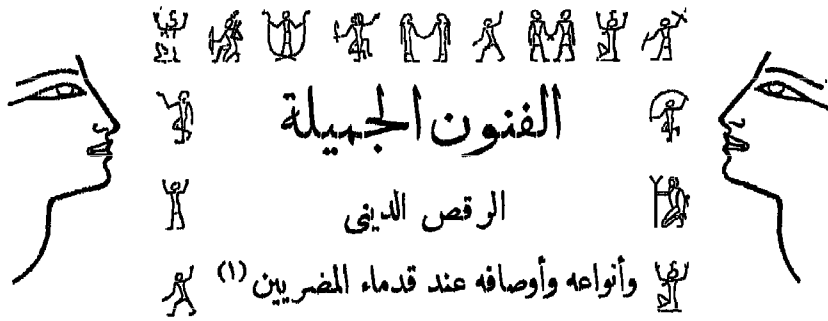 الفنون الجميلة
الرقص الدينى
وأنواعه وأوصافه عند قدماء المصريين (١)